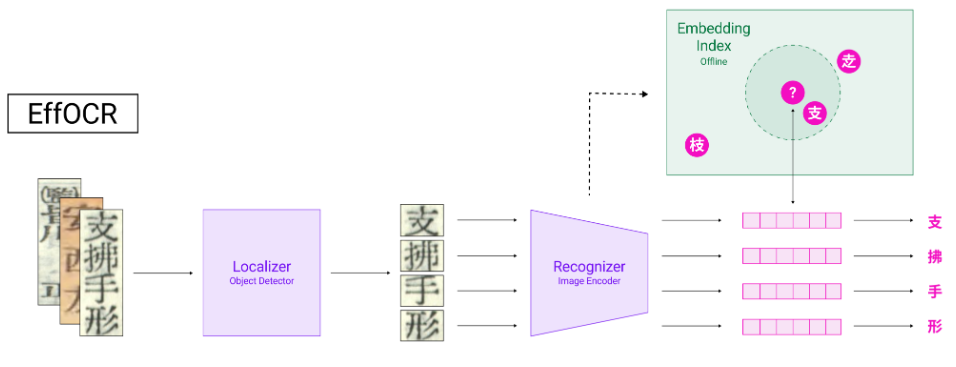 Embedding
Index
Offline
?
支
枝
EffOCR
支
拂
手
形
Localizer
Object Detector
支
拂
手
形
Recognizer
Image Encoder
支
拂
手
形